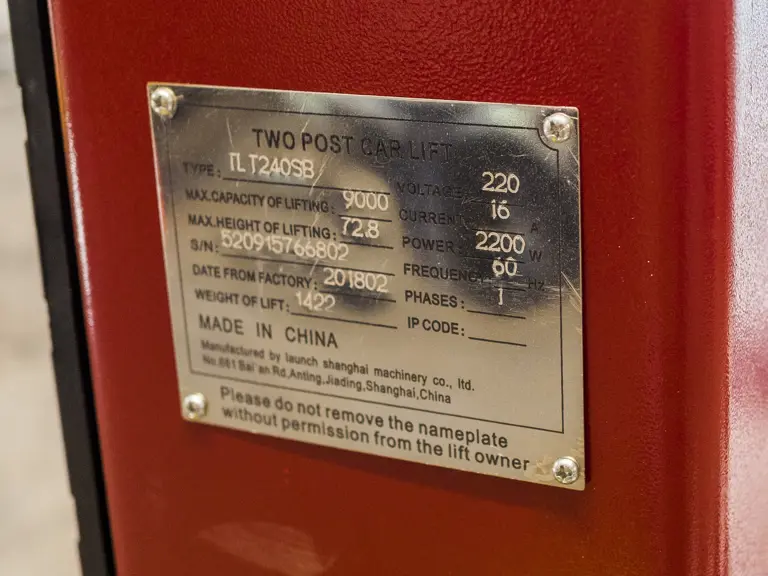 TWO POST CAR LIFT
TYPE: TLT240SB VOLTAGE 220
MAX.CAPACITY OF LIFTING: 9000 CURRENT 16 A
MAX.HEIGHT OF LIFTING: 72.8 POWER: 2200 W
S/N: 520915766802 FREQUENCY 60 Hz
DATE FROM FACTORY: 201802 PHASES: 1
WEIGHT OF LIFT: 1422 IP CODE:
MADE IN CHINA
Manufactured by launch shanghai machinery co., ltd.
No.661 Bai'an Rd,Anting,Jiading,Shanghai,China
Please do not remove the nameplate
without permission from the lift owner